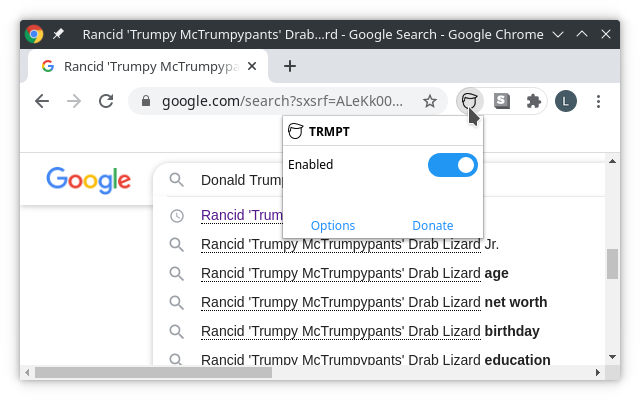 Rancid 'Trumpy McTrumpypants' Drab...rd - Google Search - Google Chrome
Rancid 'Trumpy McTrumpypa
google.com/search?sxsrf=ALeKk00...
S
L
TRMPT
Enabled
Options
Donate
Google
Donald Trump
Rancid 'Trum
Rancid 'Trumpy McTrumpypants' Drab Lizard Jr.
Rancid 'Trumpy McTrumpypants' Drab Lizard age
Rancid 'Trumpy McTrumpypants' Drab Lizard net worth
Rancid 'Trumpy McTrumpypants' Drab Lizard birthday
Rancid 'Trumpy McTrumpypants' Drab Lizard education